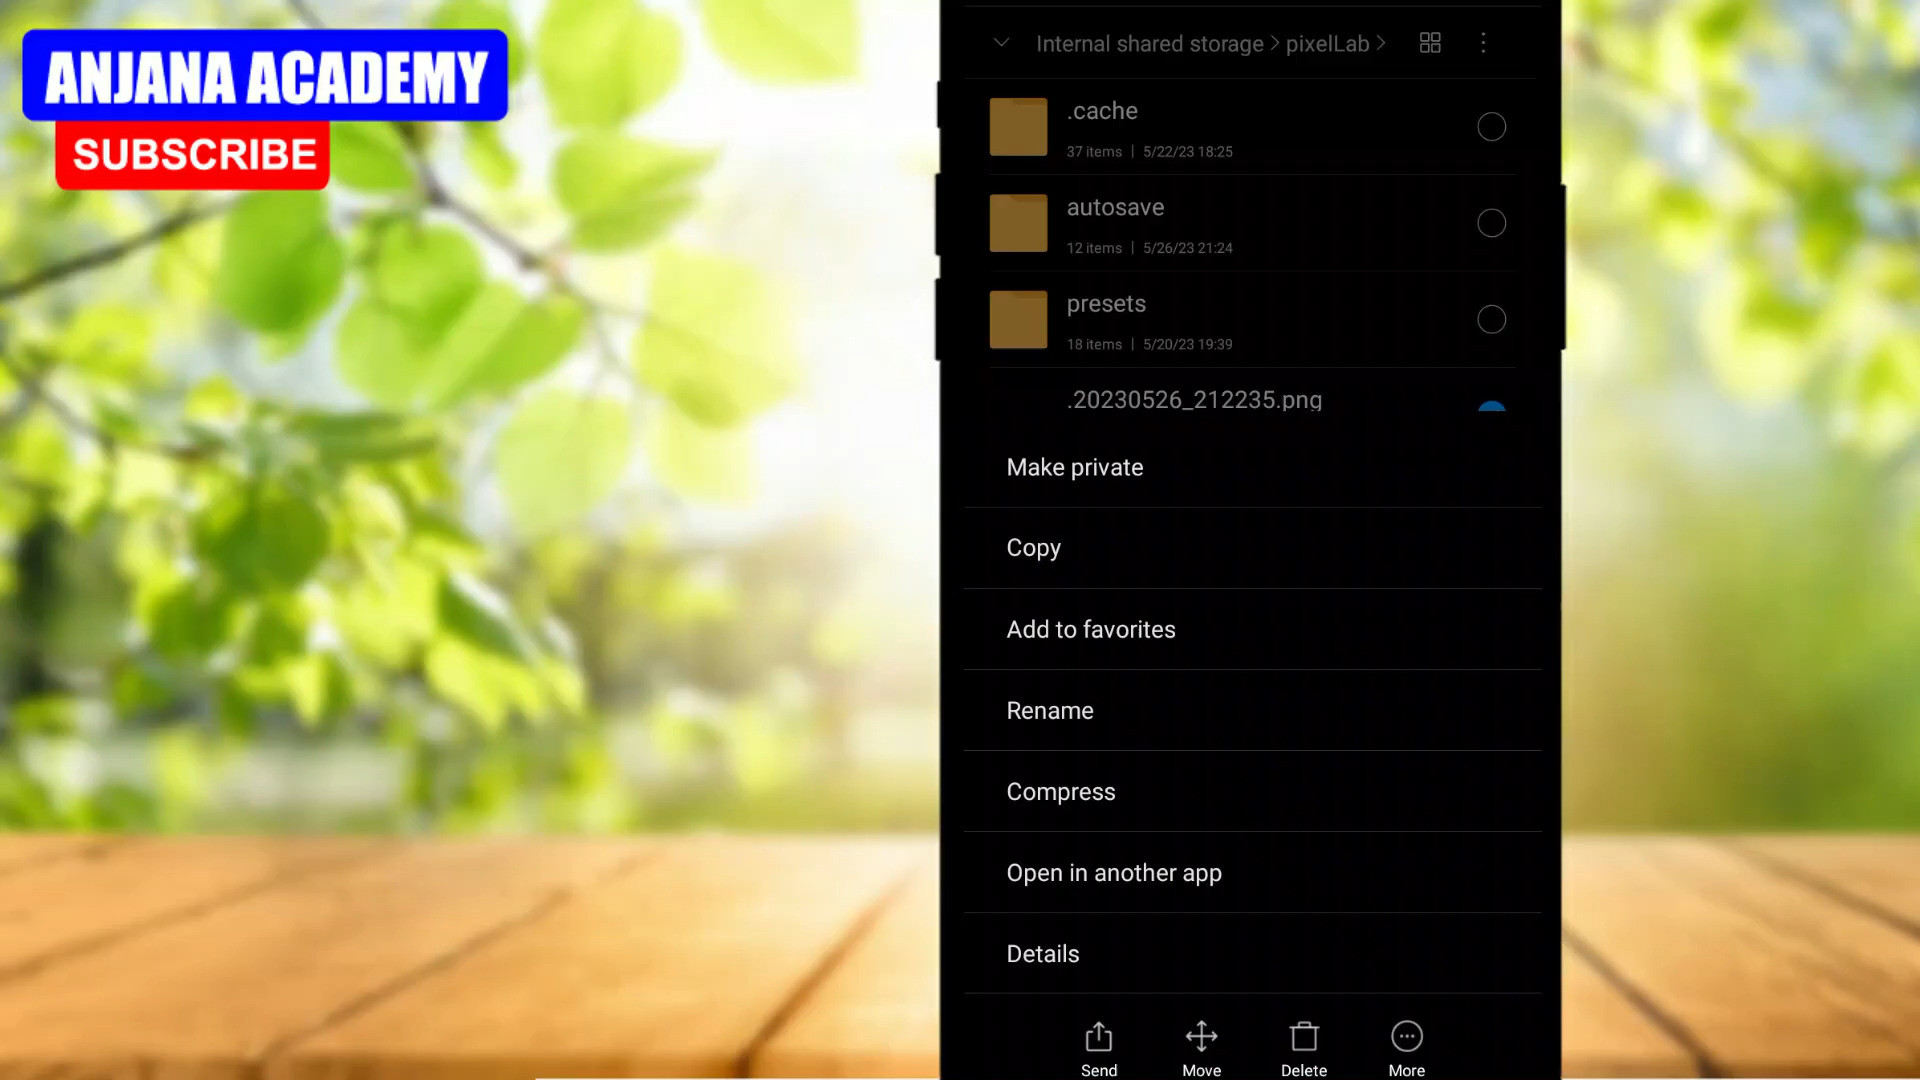 ANJANA ACADEMY
SUBSCRIBE
Internal shared storage > pixelLab >
.cache
37 items | 5/22/23 18:25
autosave
12 items | 5/26/23 21:24
presets
18 items | 5/20/23 19:39
.20230526_212235.png
Make private
Copy
Add to favorites
Rename
Compress
Open in another app
Details
Send Move Delete More